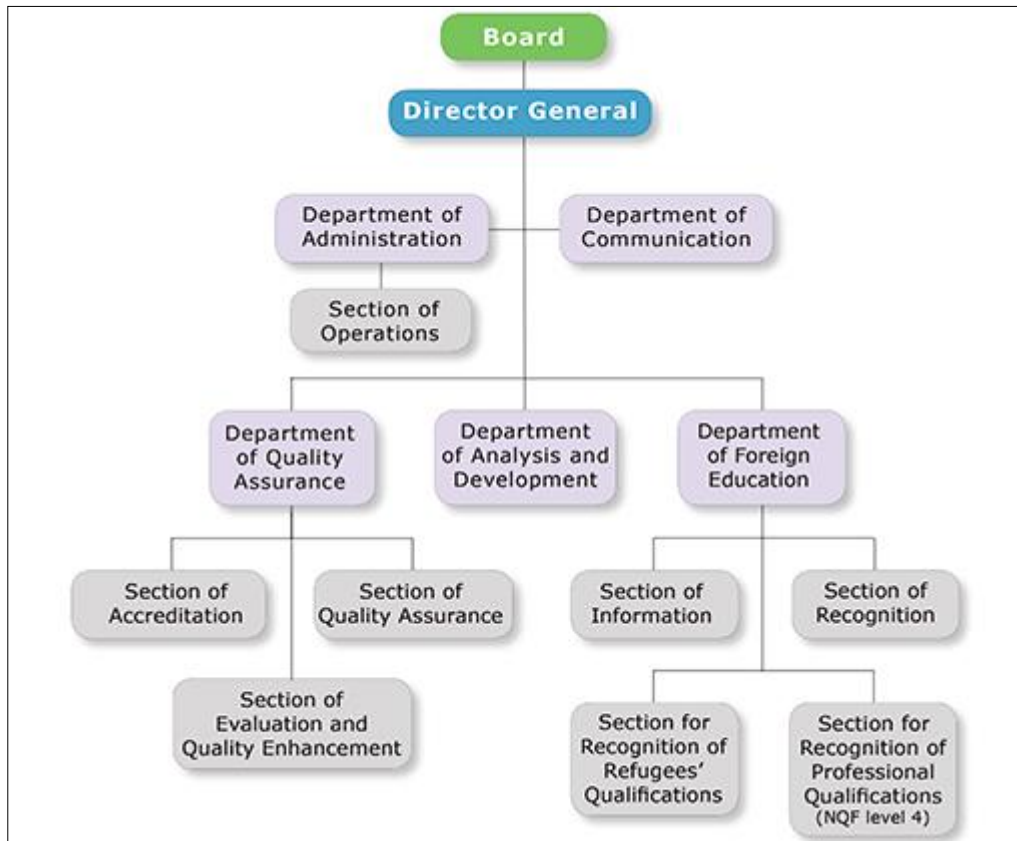 Board
Director General
Department of
Administration
Department of
Communication
Section of
Operations
Department
of Quality
Assurance
Department
of Analysis and
Development
Department
of Foreign
Education
Section of
Accreditation
Section of
Quality Assurance
Section of
Information
Section of
Recognition
Section of
Evaluation and
Quality Enhancement
Section for
Recognition of
Refugees’
Qualifications
Section for
Recognition of
Professional
Qualifications
(NQF level 4)